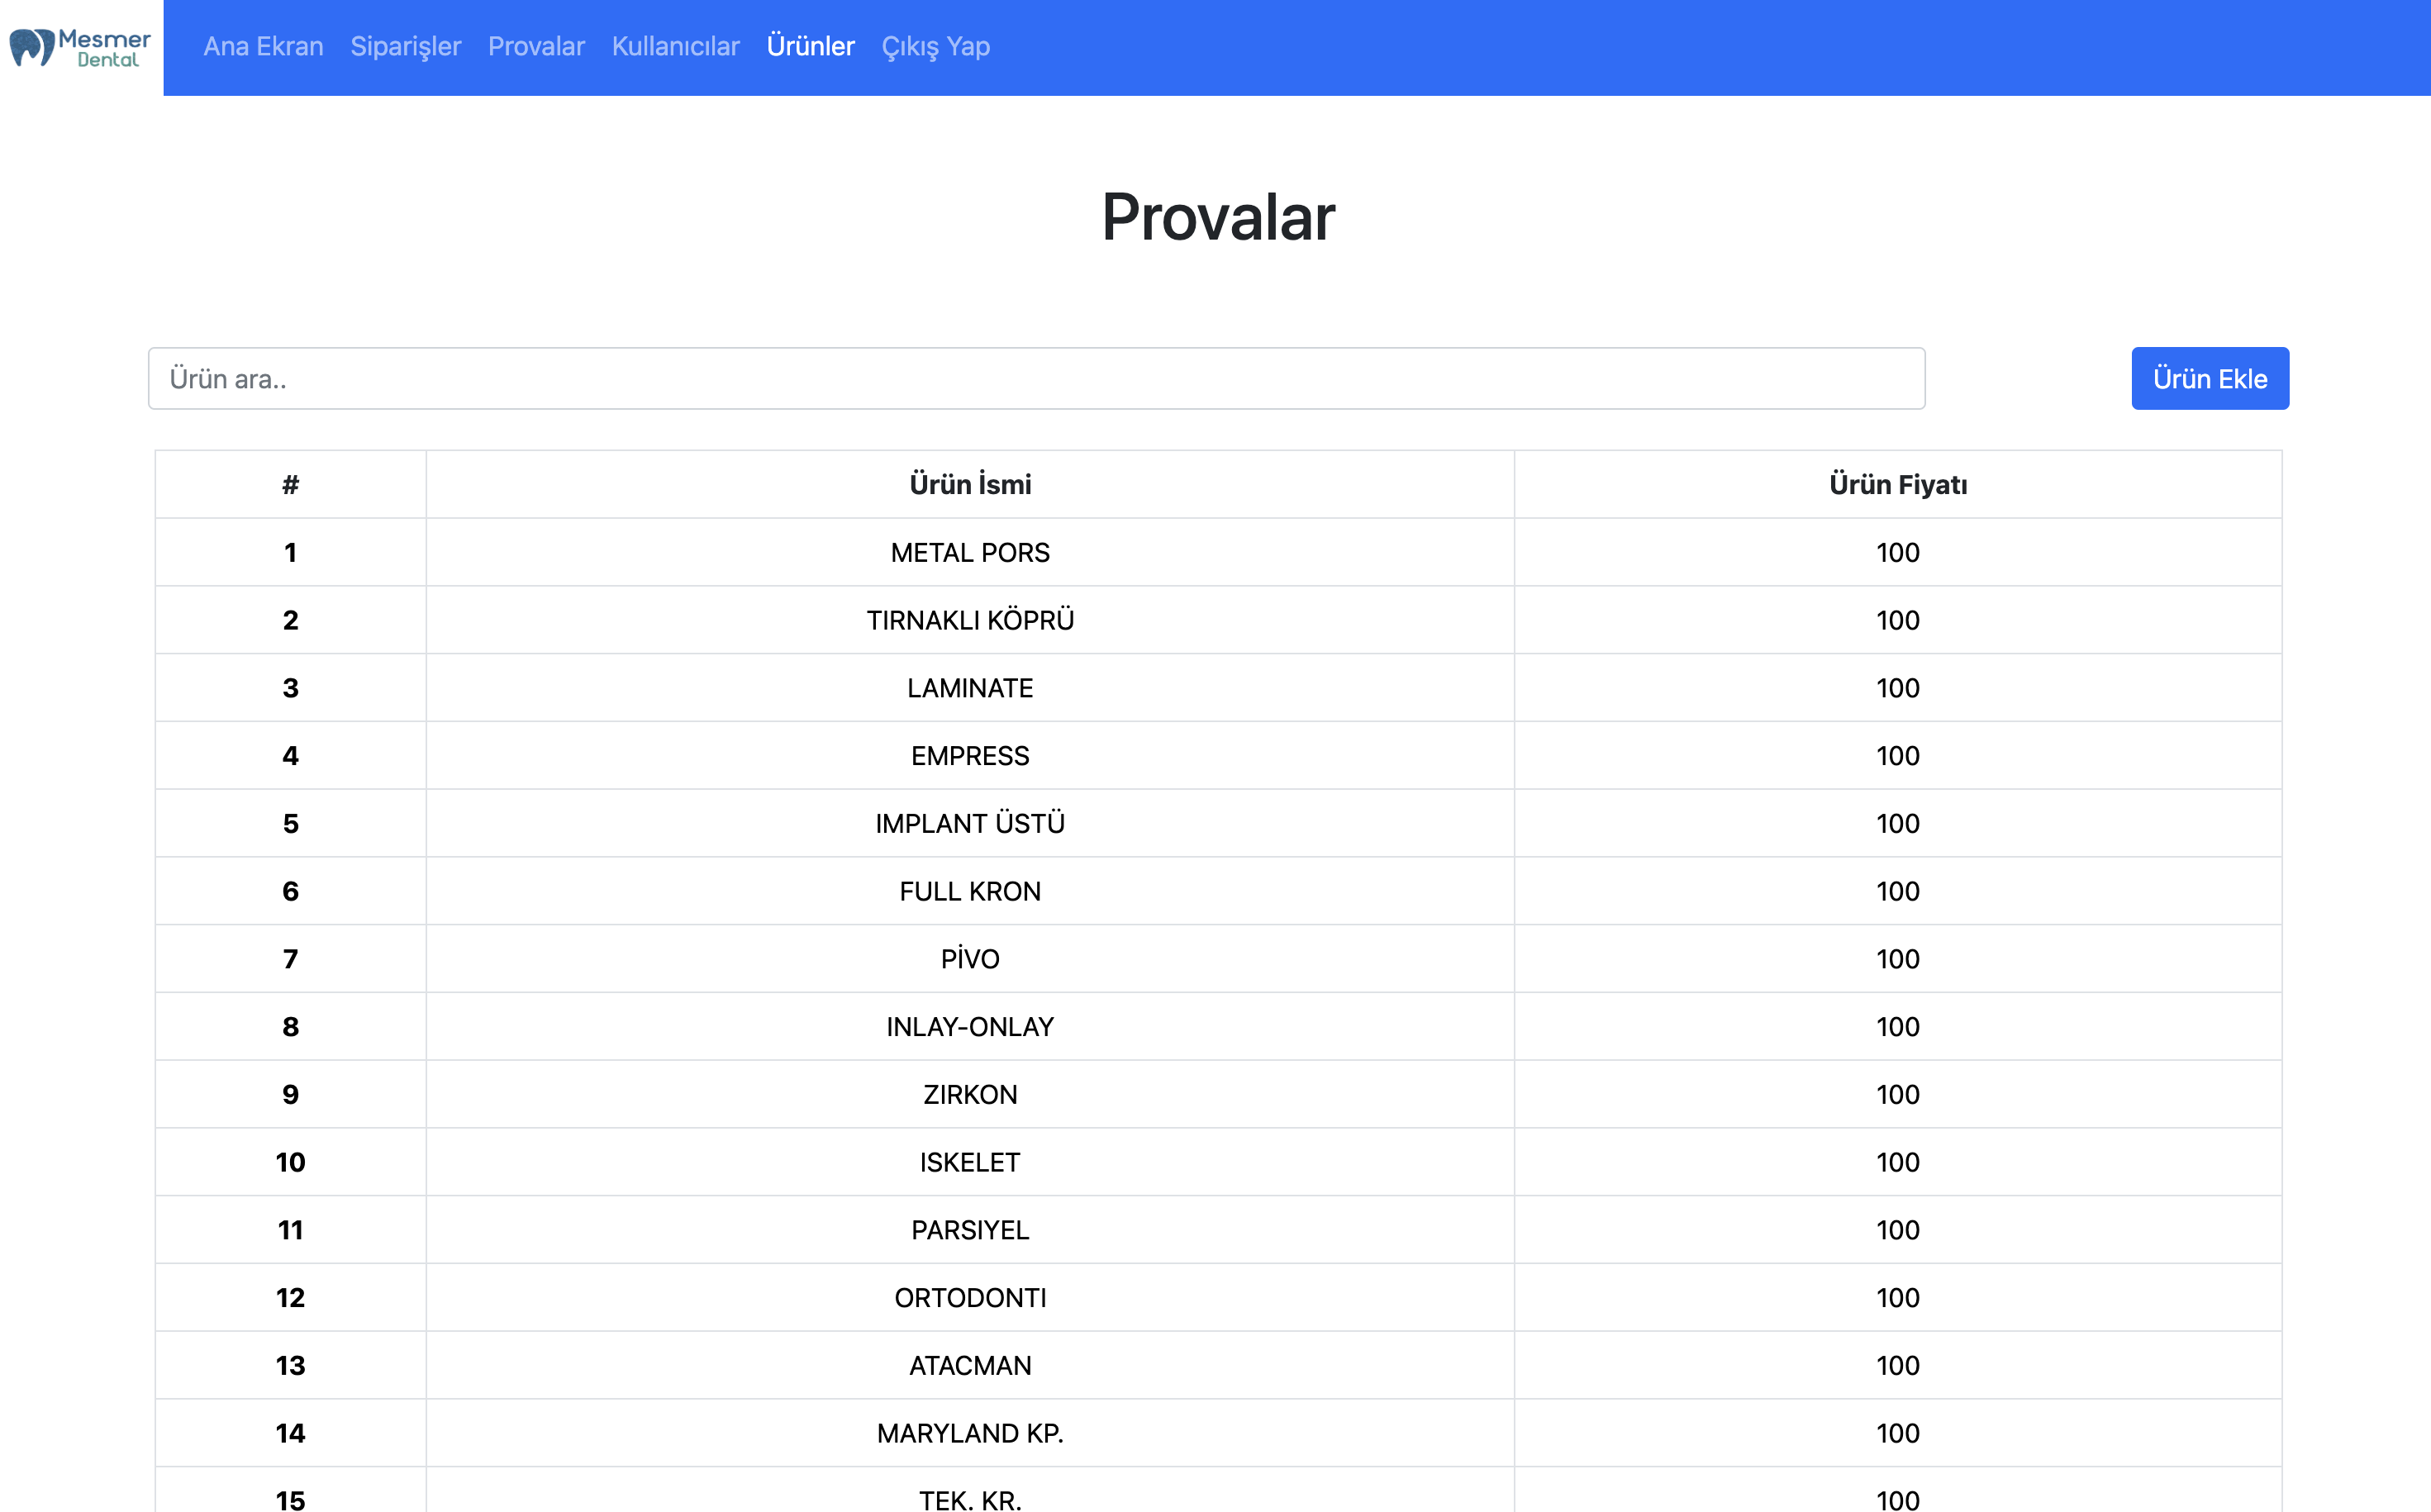 Mesmer
Dental
Ana Ekran Siparişler Provalar Kullanıcılar Ürünler Çıkış Yap
Provalar
Ürün ara..
Ürün Ekle
# Ürün İsmi Ürün Fiyatı
1 METAL PORS 100
2 TIRNAKLI KÖPRÜ 100
3 LAMINATE 100
4 EMPRESS 100
5 IMPLANT ÜSTÜ 100
6 FULL KRON 100
7 PİVO 100
8 INLAY-ONLAY 100
9 ZIRKON 100
10 ISKELET 100
11 PARSIYEL 100
12 ORTODONTI 100
13 ATACMAN 100
14 MARYLAND KP. 100
15 TEK. KR. 100